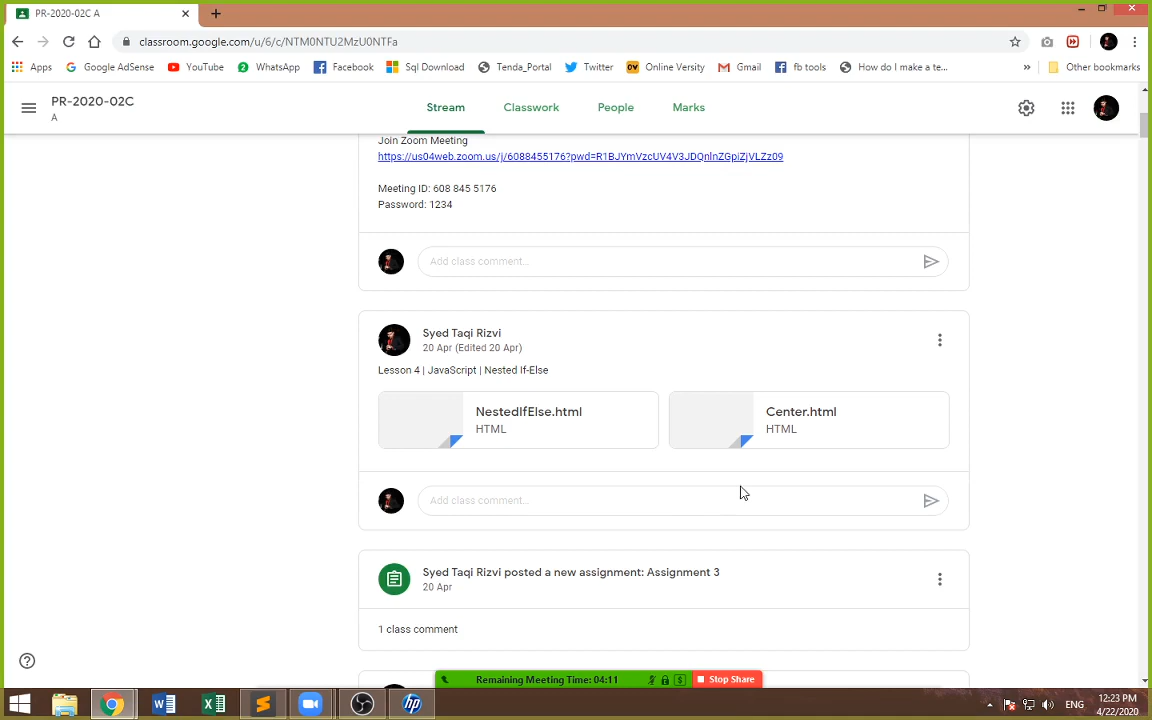 PR-2020-02C A
classroom.google.com/u/6/c/NTM0NTU2MzU0NTFa
Apps
Google AdSense
YouTube
2
WhatsApp
Facebook
Sql Download
Tenda_Portal
Twitter
OV
Online Versity
Gmail
fb tools
How do I make a te...
»
Other bookmarks
PR-2020-02C
A
Stream
Classwork
People
Marks
Join Zoom Meeting
https://us04web.zoom.us/j/6088455176?pwd=R1BJYmVzcUV4V3JDQnlnZGpiZjVLZz09
Meeting ID: 608 845 5176
Password: 1234
Add class comment...
Syed Taqi Rizvi
20 Apr (Edited 20 Apr)
Lesson 4 | JavaScript | Nested If-Else
NestedIfElse.html
HTML
Center.html
HTML
Add class comment...
Syed Taqi Rizvi posted a new assignment: Assignment 3
20 Apr
1 class comment
Remaining Meeting Time: 04:11
Stop Share
ENG
12:23 PM
4/22/2020